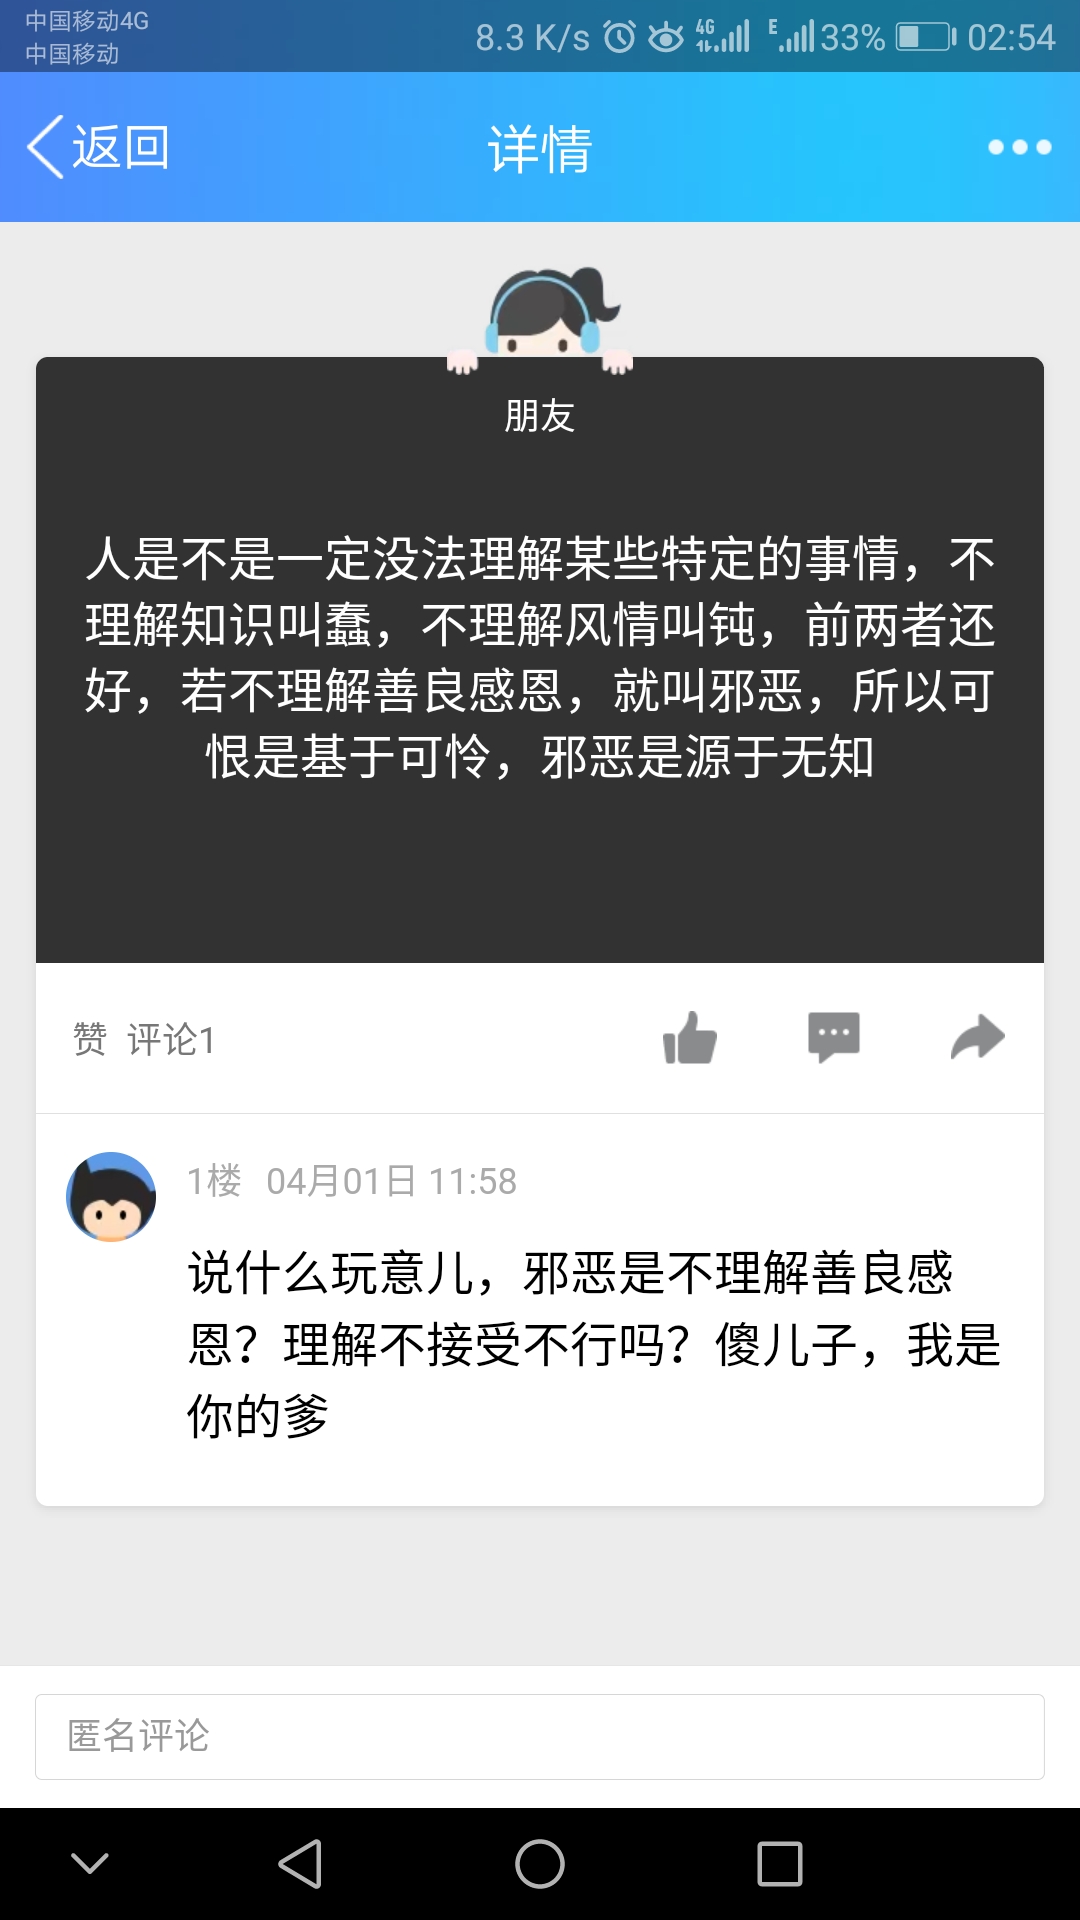 中国移动4G
中国移动
8.3 K/s 4G E 33% 02:54
返回 详情
朋友
人是不是一定没法理解某些特定的事情，不
理解知识叫蠢，不理解风情叫钝，前两者还
好，若不理解善良感恩，就叫邪恶，所以可
恨是基于可怜，邪恶是源于无知
赞 评论1
1楼 04月01日 11:58
说什么玩意儿，邪恶是不理解善良感
恩？理解不接受不行吗？傻儿子，我是
你的爹
匿名评论